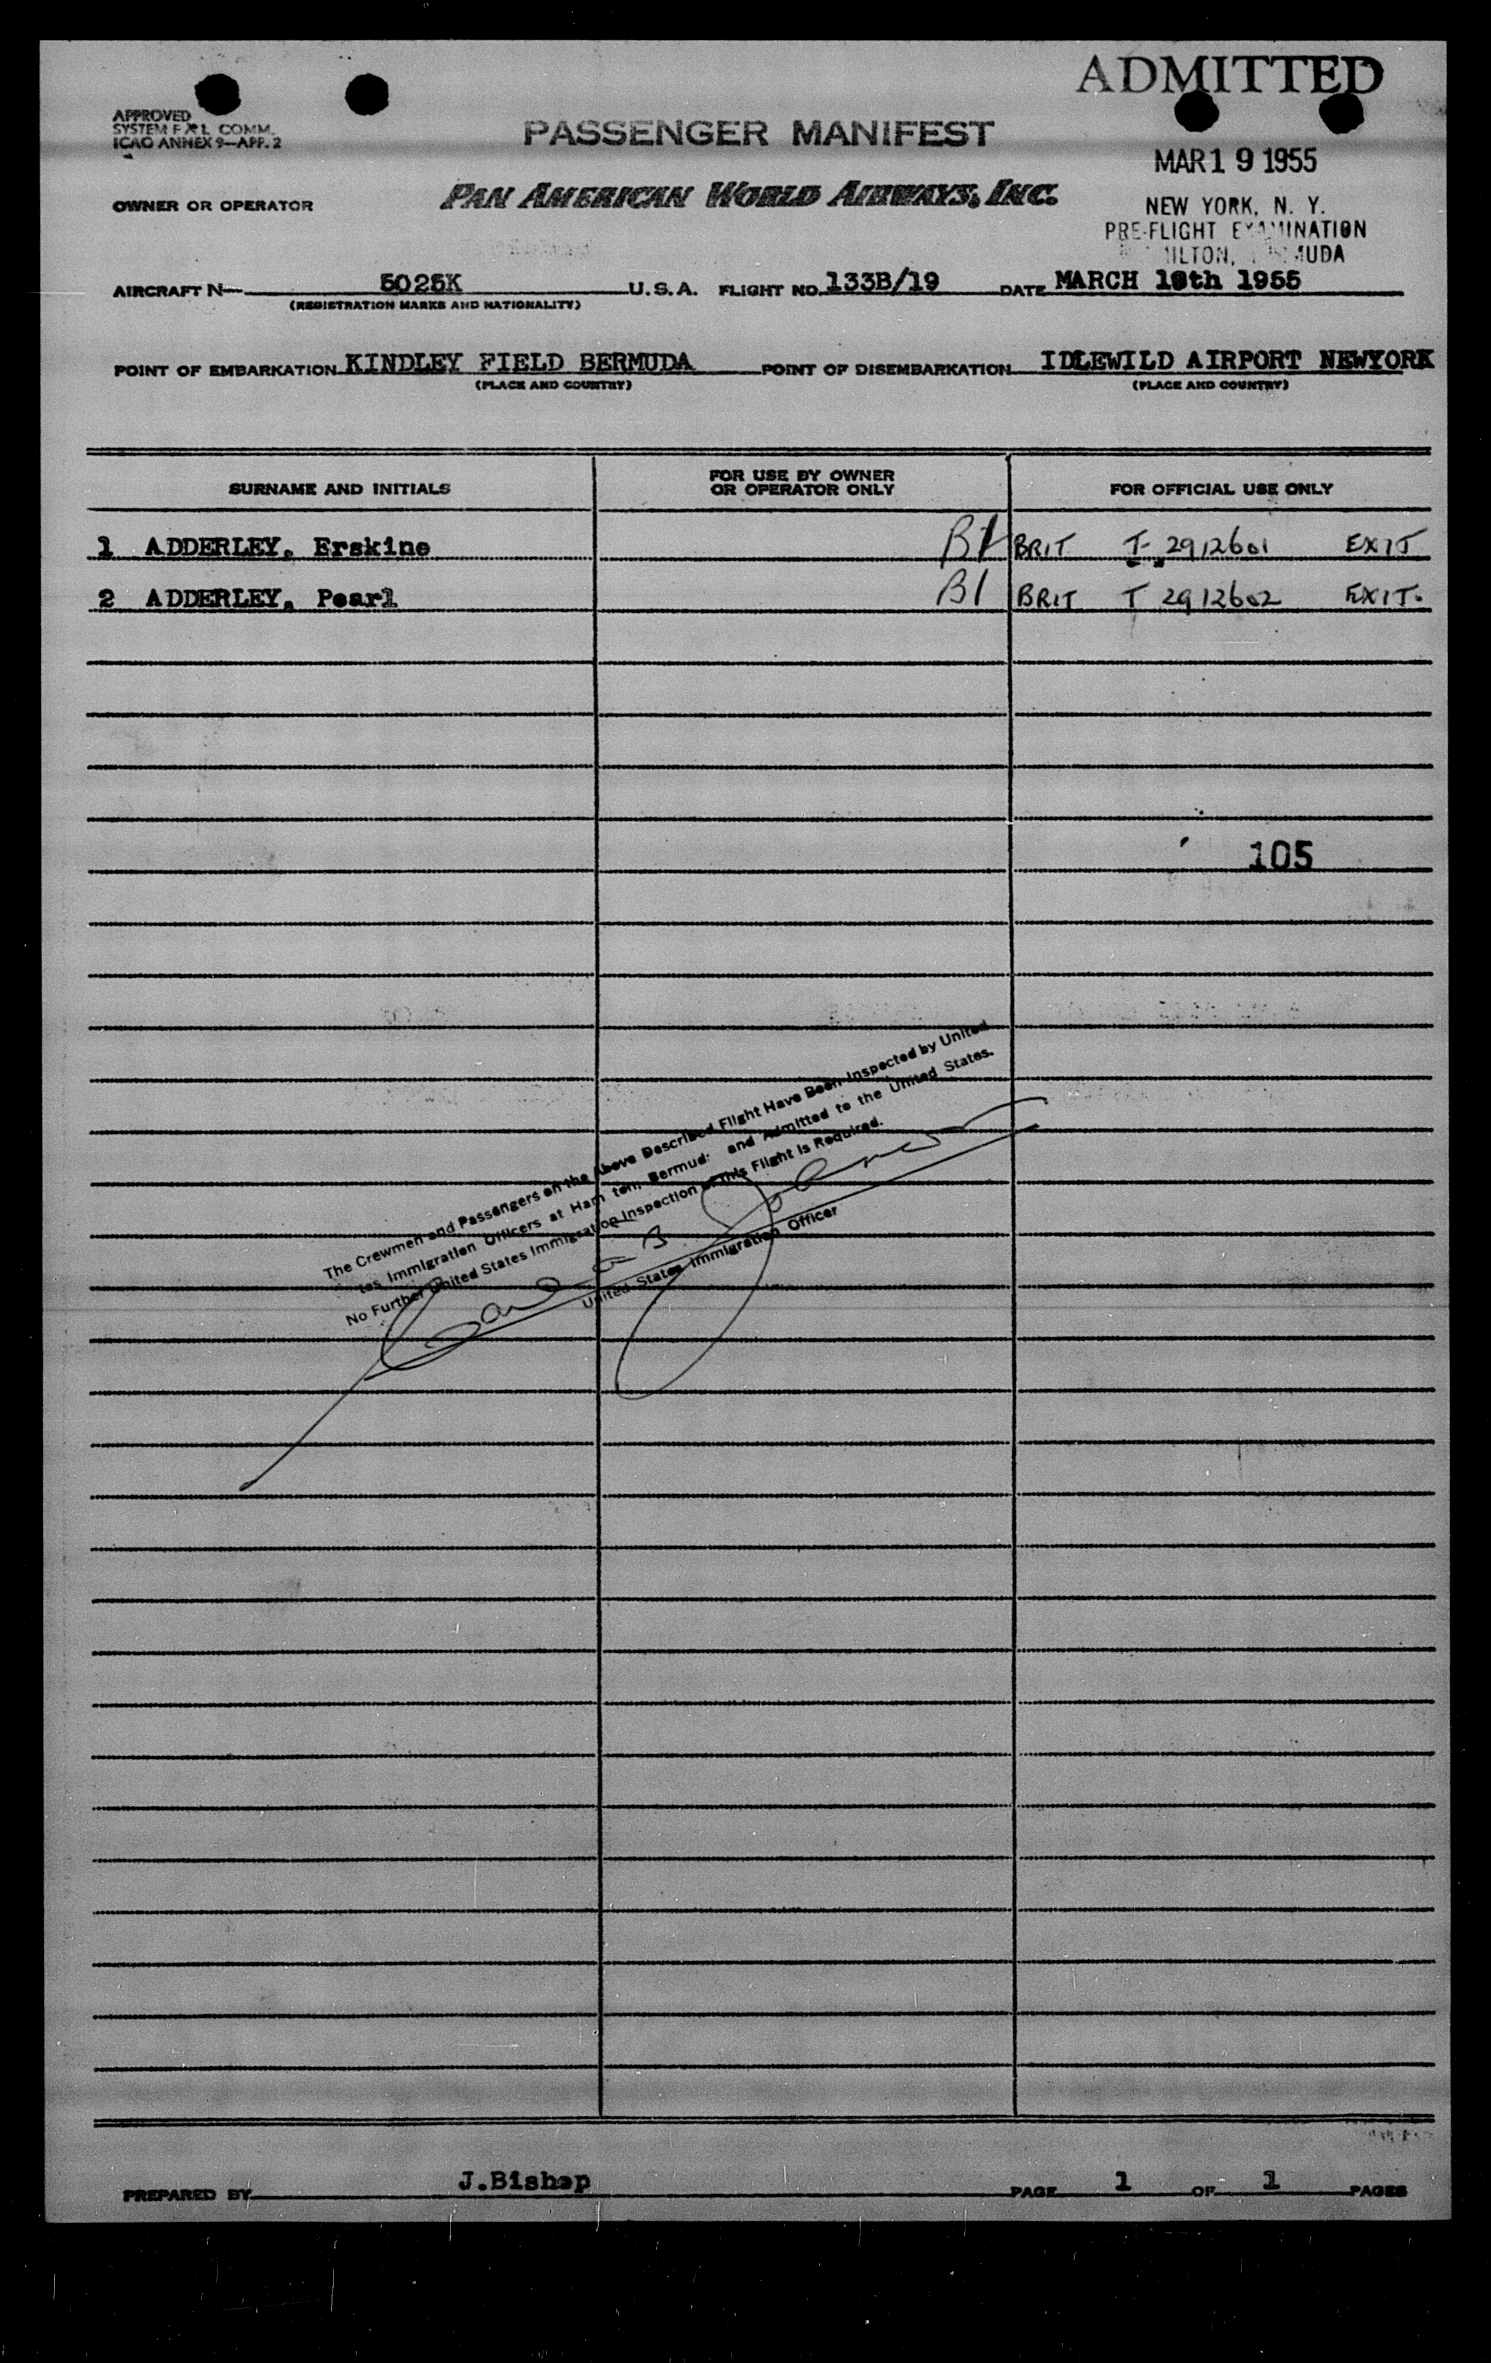 ADMITTED
APPROVED
SYSTEM F & L COMM.
ICAO ANNEX 9—APP. 2
PASSENGER MANIFEST
MAR 19 1955
OWNER OR OPERATOR PAN AMERICAN WORLD AIRWAYS, INC.
NEW YORK, N. Y.
PRE-FLIGHT EXAMINATION
AIRCRAFT N— 5025K U.S.A. FLIGHT NO. 133B/19 DATE MARCH 19th 1955
(REGISTRATION MARKS AND NATIONALITY)
POINT OF EMBARKATION KINDLEY FIELD BERMUDA POINT OF DISEMBARKATION IDLEWILD AIRPORT NEWYORK
(PLACE AND COUNTRY) (PLACE AND COUNTRY)
SURNAME AND INITIALS FOR USE BY OWNER OR OPERATOR ONLY FOR OFFICIAL USE ONLY
1 ADDERLEY, Erskine B1 BRIT T- 2912601 EXIT
2 ADDERLEY, Pearl B1 BRIT T 2912602 EXIT.
105
The Crewmen and Passengers on the Above Described Flight Have Been Inspected by United
tes Immigration Officers at Ham ton, Bermud and Admitted to the United States.
No Further United States Immigration Inspection of this Flight is Required.
United States Immigration Officer
PREPARED BY J.Bishop PAGE 1 OF 1 PAGES